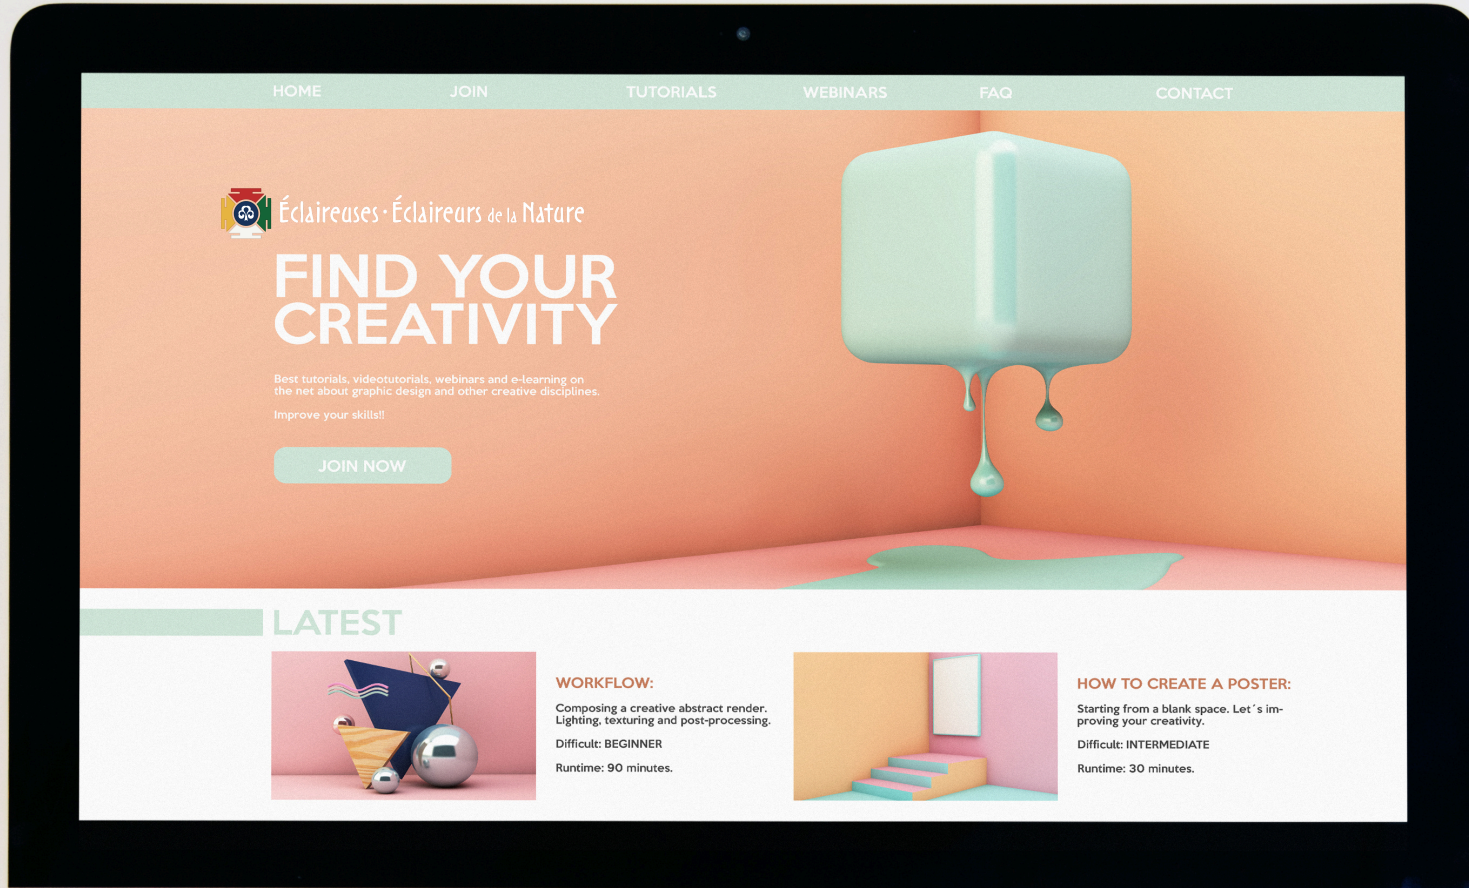 HOME JOIN TUTORIALS WEBINARS FAQ CONTACT
Éclaireuses · Éclaireurs de la Nature
FIND YOUR
CREATIVITY
Best tutorials, videotutorials, webinars and e-learning on
the net about graphic design and other creative disciplines.
Improve your skills!!
JOIN NOW
LATEST
WORKFLOW:
Composing a creative abstract render.
Lighting, texturing and post-processing.
Difficult: BEGINNER
Runtime: 90 minutes.
HOW TO CREATE A POSTER:
Starting from a blank space. Let´s im-
proving your creativity.
Difficult: INTERMEDIATE
Runtime: 30 minutes.